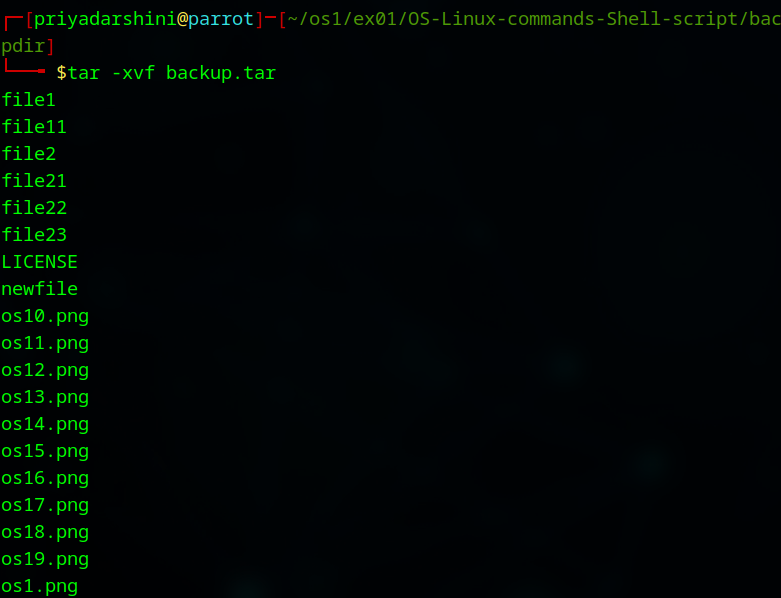 ┌─[priyadarshini@parrot]─[~/os1/ex01/OS-Linux-commands-Shell-script/bac
pdir]
└──╼ $tar -xvf backup.tar
file1
file11
file2
file21
file22
file23
LICENSE
newfile
os10.png
os11.png
os12.png
os13.png
os14.png
os15.png
os16.png
os17.png
os18.png
os19.png
os1.png